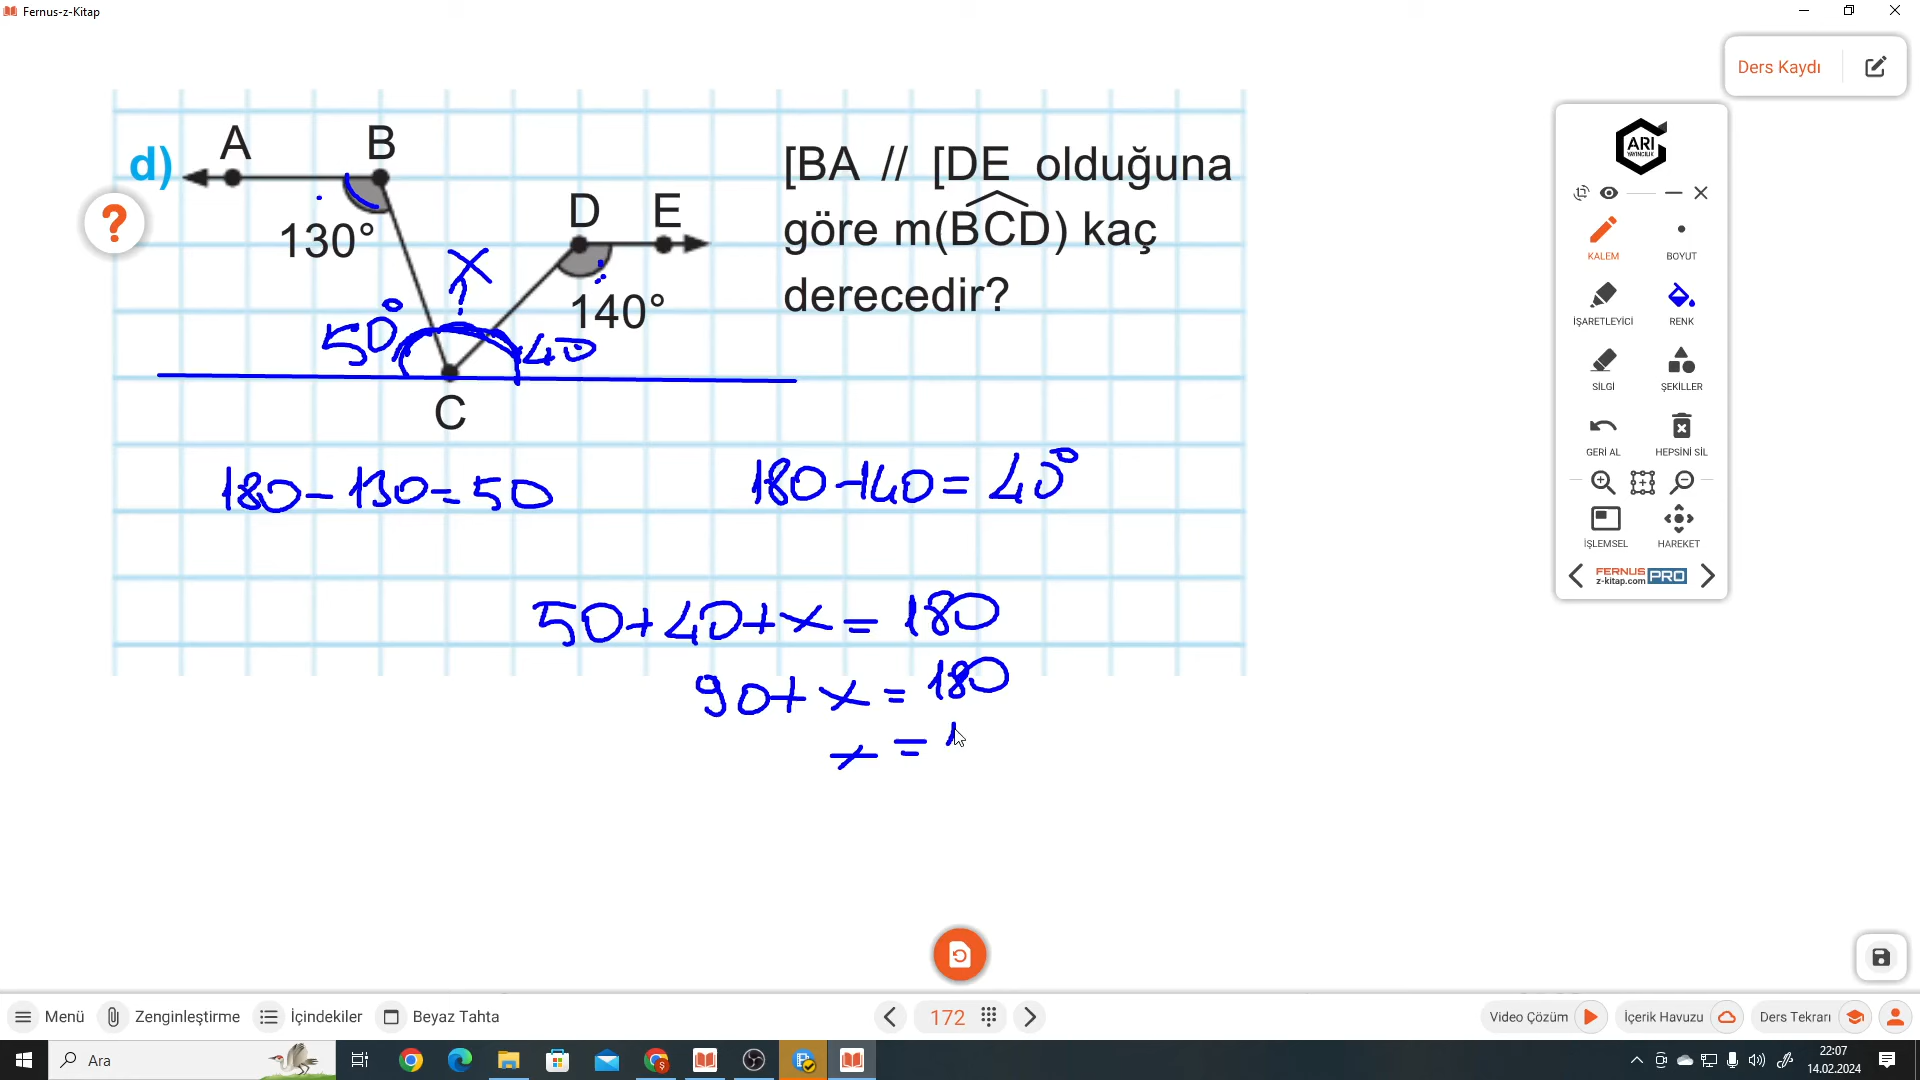 Fernus-z-Kitap
Ders Kaydı
d) A B
[BA // [DE olduğuna
göre m(BCD) kaç
derecedir?
D E
130°
140°
X
50°
40
C
180-130=50
180-140=40°
50+40+x=180
90+x=180
x=1
ARI
YAYINCILIK
KALEM BOYUT
İŞARETLEYİCİ RENK
SİLGİ ŞEKİLLER
GERİ AL HEPSİNİ SİL
İŞLEMSEL HAREKET
FERNUS
z-kitap.com PRO
Menü Zenginleştirme İçindekiler Beyaz Tahta 172 Video Çözüm İçerik Havuzu Ders Tekrarı
Ara
22:07
14.02.2024